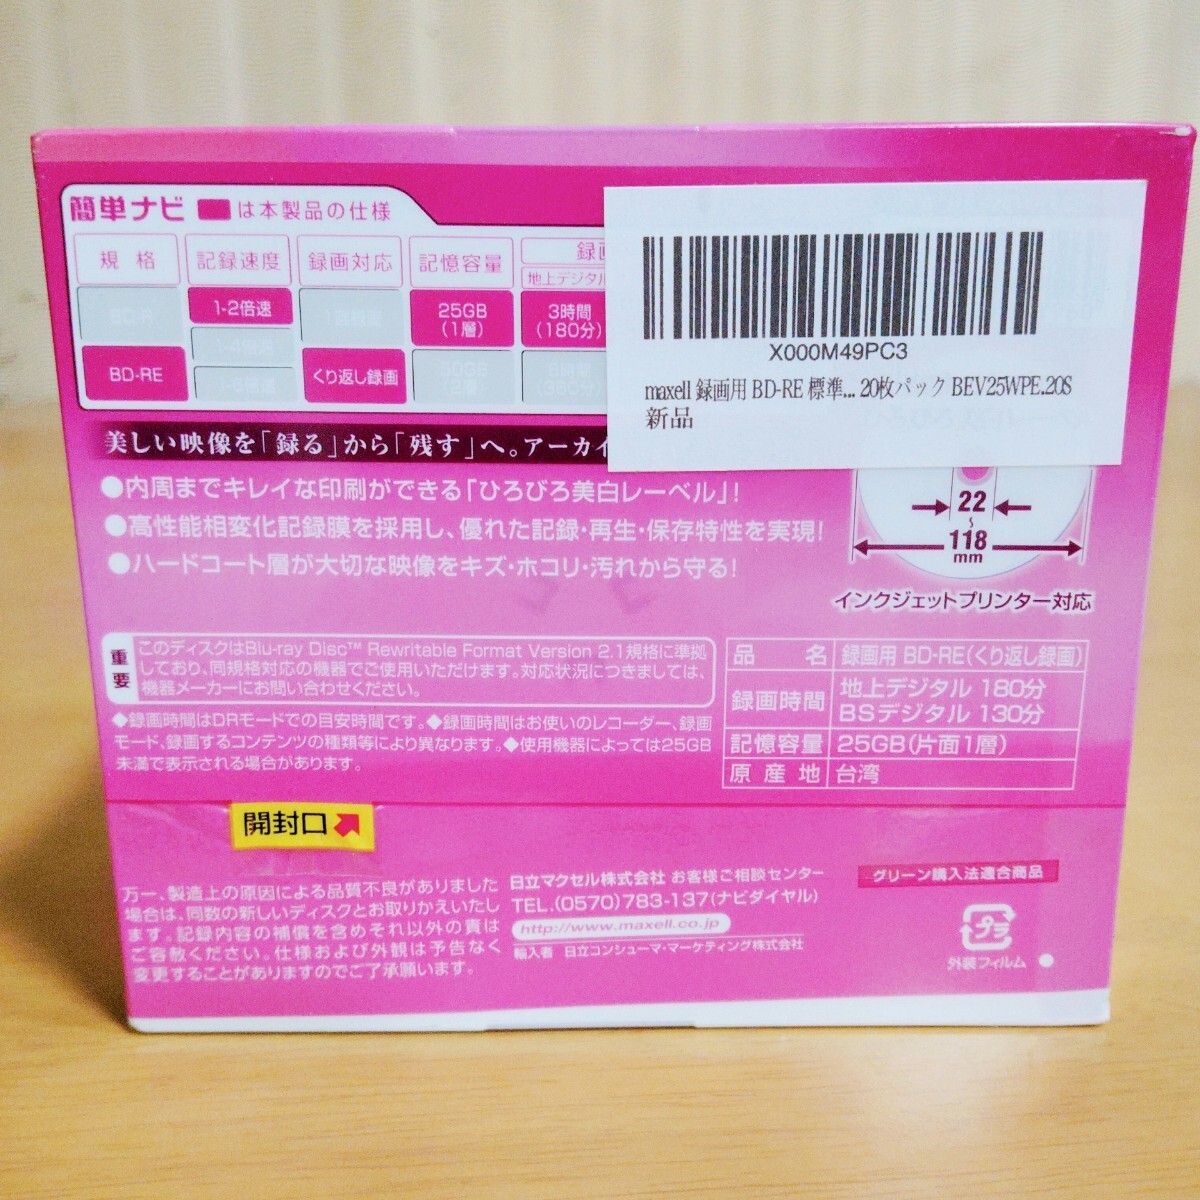 簡単ナビ は本製品の仕様
規格 記録速度 録画対応 記憶容量 録
地上デジタル
1-2倍速 25GB 3時間
(1層) (180分)
BD-RE くり返し録画
X000M49PC3
maxell 録画用 BD-RE 標準... 20枚パック BEV25WPE.20S
新品
美しい映像を「録る」から「残す」へ。アーカイ
●内周までキレイな印刷ができる「ひろびろ美白レーベル」!
●高性能相変化記録膜を採用し、優れた記録・再生・保存特性を実現!
●ハードコート層が大切な映像をキズ・ホコリ・汚れから守る!
22
~
118
mm
インクジェットプリンター対応
重要
このディスクはBlu-ray Disc™ Rewritable Format Version 2.1規格に準拠
しており、同規格対応の機器でご使用いただけます。対応状況につきましては、
機器メーカーにお問い合わせください。
◆録画時間はDRモードでの目安時間です。◆録画時間はお使いのレコーダー、録画
モード、録画するコンテンツの種類等により異なります。◆使用機器によっては25GB
未満で表示される場合があります。
品名 録画用 BD-RE(くり返し録画)
録画時間 地上デジタル 180分
BSデジタル 130分
記憶容量 25GB(片面1層)
原産地 台湾
開封口
万一、製造上の原因による品質不良がありました
場合は、同数の新しいディスクとお取りかえいたし
ます。記録内容の補償を含めそれ以外の責は
ご容赦ください。仕様および外観は予告なく
変更することがありますのでご了承願います。
日立マクセル株式会社 お客様ご相談センター
TEL.(0570)783-137(ナビダイヤル)
http://www.maxell.co.jp
輸入者 日立コンシューマ・マーケティング株式会社
グリーン購入法適合商品
プラ
外装フィルム